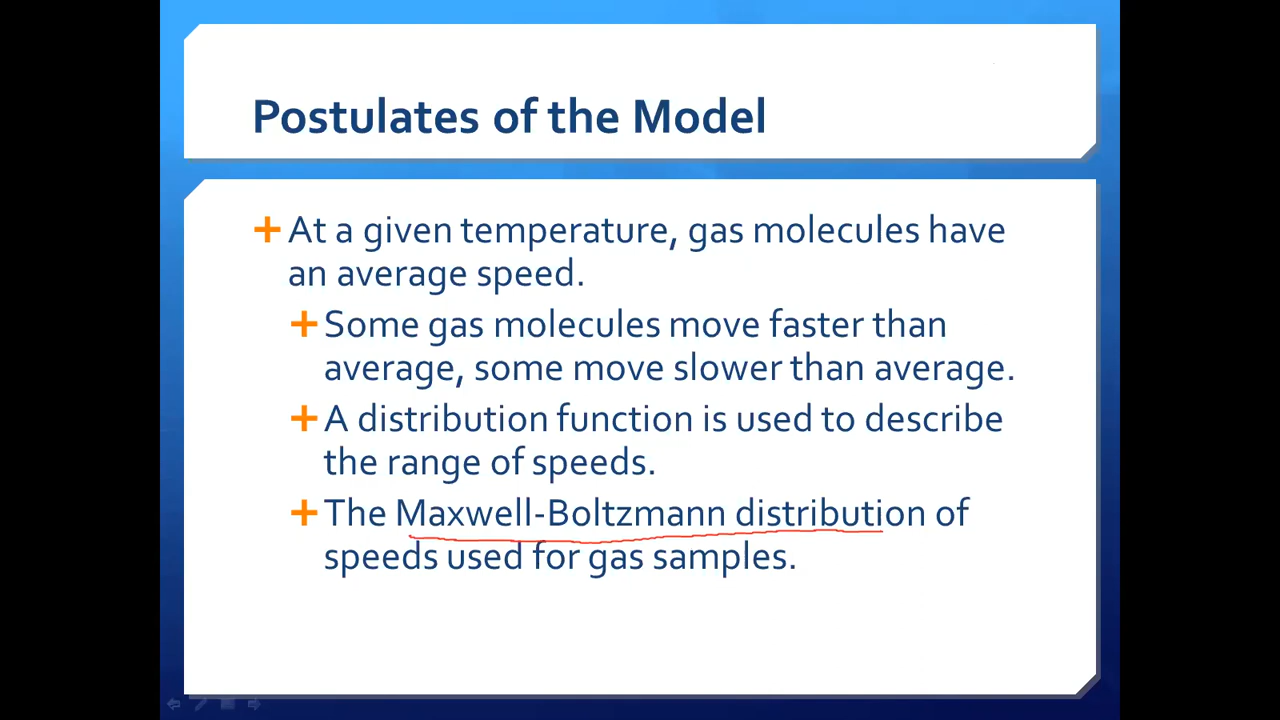 Postulates of the Model
At a given temperature, gas molecules have
an average speed.
Some gas molecules move faster than
average, some move slower than average.
A distribution function is used to describe
the range of speeds.
The Maxwell-Boltzmann distribution of
speeds used for gas samples.